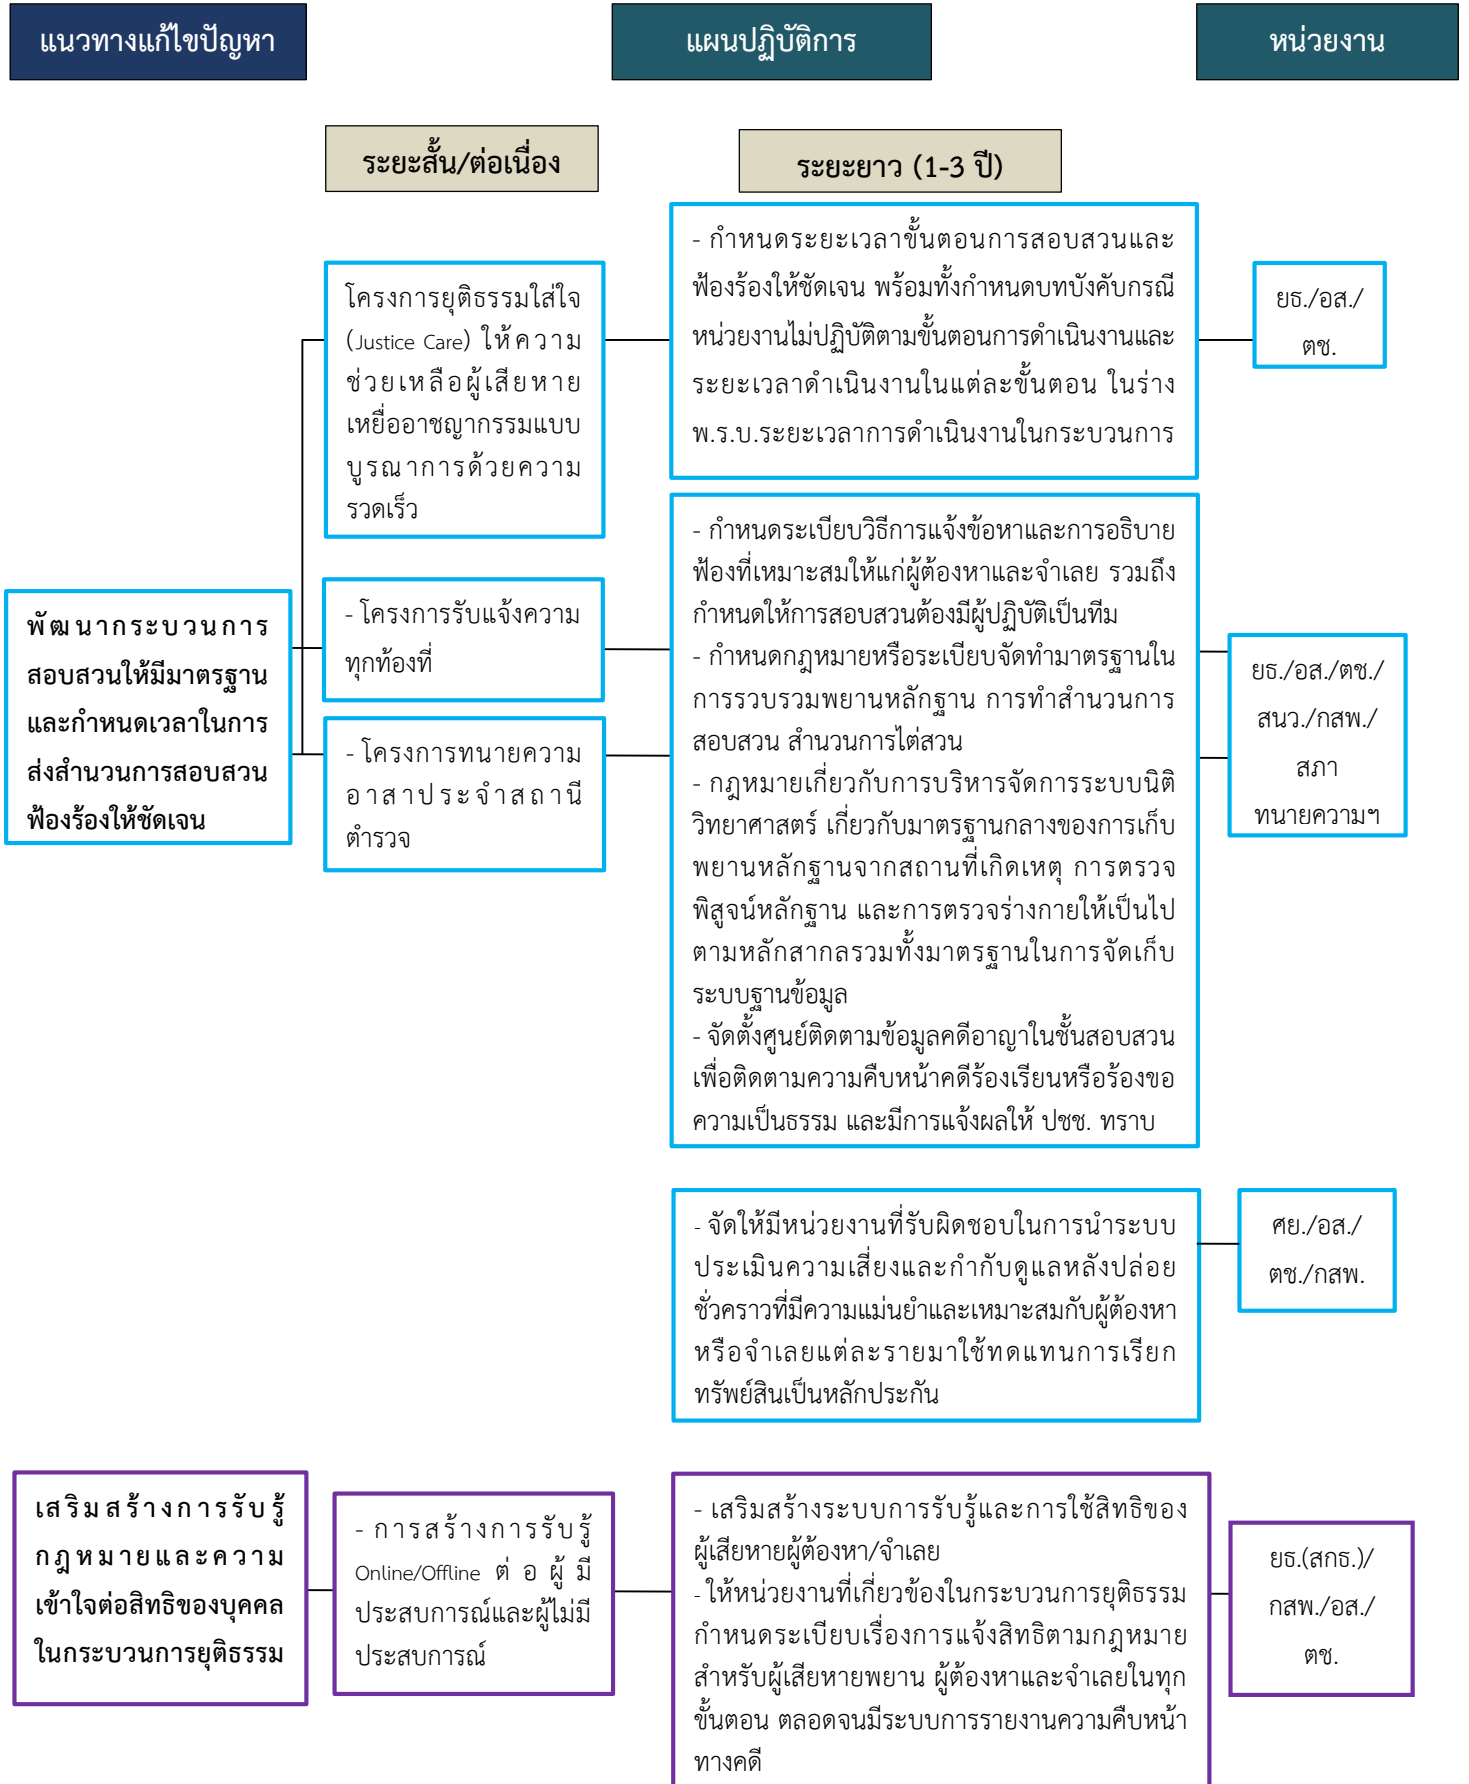 แนวทางแก้ไขปัญหา
แผนปฏิบัติการ
หน่วยงาน
ระยะสั้น/ต่อเนื่อง
ระยะยาว (1-3 ปี)
พัฒนากระบวนการ
สอบสวนให้มีมาตรฐาน
และกำหนดเวลาในการ
ส่งสำนวนการสอบสวน
ฟ้องร้องให้ชัดเจน
โครงการยุติธรรมใส่ใจ
(Justice Care) ให้ความ
ช่วยเหลือผู้เสียหาย
เหยื่ออาชญากรรมแบบ
บูรณาการด้วยความ
รวดเร็ว
- กำหนดระยะเวลาขั้นตอนการสอบสวนและ
ฟ้องร้องให้ชัดเจน พร้อมทั้งกำหนดบทบังคับกรณี
หน่วยงานไม่ปฏิบัติตามขั้นตอนการดำเนินงานและ
ระยะเวลาดำเนินงานในแต่ละขั้นตอน ในร่าง
พ.ร.บ.ระยะเวลาการดำเนินงานในกระบวนการ
ยธ./อส./
ตช.
- โครงการรับแจ้งความ
ทุกท้องที่
- โครงการทนายความ
อาสาประจำสถานี
ตำรวจ
- กำหนดระเบียบวิธีการแจ้งข้อหาและการอธิบาย
ฟ้องที่เหมาะสมให้แก่ผู้ต้องหาและจำเลย รวมถึง
กำหนดให้การสอบสวนต้องมีผู้ปฏิบัติเป็นทีม
- กำหนดกฎหมายหรือระเบียบจัดทำมาตรฐานใน
การรวบรวมพยานหลักฐาน การทำสำนวนการ
สอบสวน สำนวนการไต่สวน
- กฎหมายเกี่ยวกับการบริหารจัดการระบบนิติ
วิทยาศาสตร์ เกี่ยวกับมาตรฐานกลางของการเก็บ
พยานหลักฐานจากสถานที่เกิดเหตุ การตรวจ
พิสูจน์หลักฐาน และการตรวจร่างกายให้เป็นไป
ตามหลักสากลรวมทั้งมาตรฐานในการจัดเก็บ
ระบบฐานข้อมูล
- จัดตั้งศูนย์ติดตามข้อมูลคดีอาญาในชั้นสอบสวน
เพื่อติดตามความคืบหน้าคดีร้องเรียนหรือร้องขอ
ความเป็นธรรม และมีการแจ้งผลให้ ปชช. ทราบ
ยธ./อส./ตช./
สนว./กสพ./
สภา
ทนายความฯ
- จัดให้มีหน่วยงานที่รับผิดชอบในการนำระบบ
ประเมินความเสี่ยงและกำกับดูแลหลังปล่อย
ชั่วคราวที่มีความแม่นยำและเหมาะสมกับผู้ต้องหา
หรือจำเลยแต่ละรายมาใช้ทดแทนการเรียก
ทรัพย์สินเป็นหลักประกัน
ศย./อส./
ตช./กสพ.
เสริมสร้างการรับรู้
กฎหมายและความ
เข้าใจต่อสิทธิของบุคคล
ในกระบวนการยุติธรรม
- การสร้างการรับรู้
Online/Offline ต่อผู้มี
ประสบการณ์และผู้ไม่มี
ประสบการณ์
- เสริมสร้างระบบการรับรู้และการใช้สิทธิของ
ผู้เสียหายผู้ต้องหา/จำเลย
- ให้หน่วยงานที่เกี่ยวข้องในกระบวนการยุติธรรม
กำหนดระเบียบเรื่องการแจ้งสิทธิตามกฎหมาย
สำหรับผู้เสียหายพยาน ผู้ต้องหาและจำเลยในทุก
ขั้นตอน ตลอดจนมีระบบการรายงานความคืบหน้า
ทางคดี
ยธ.(สกธ.)/
กสพ./อส./
ตช.